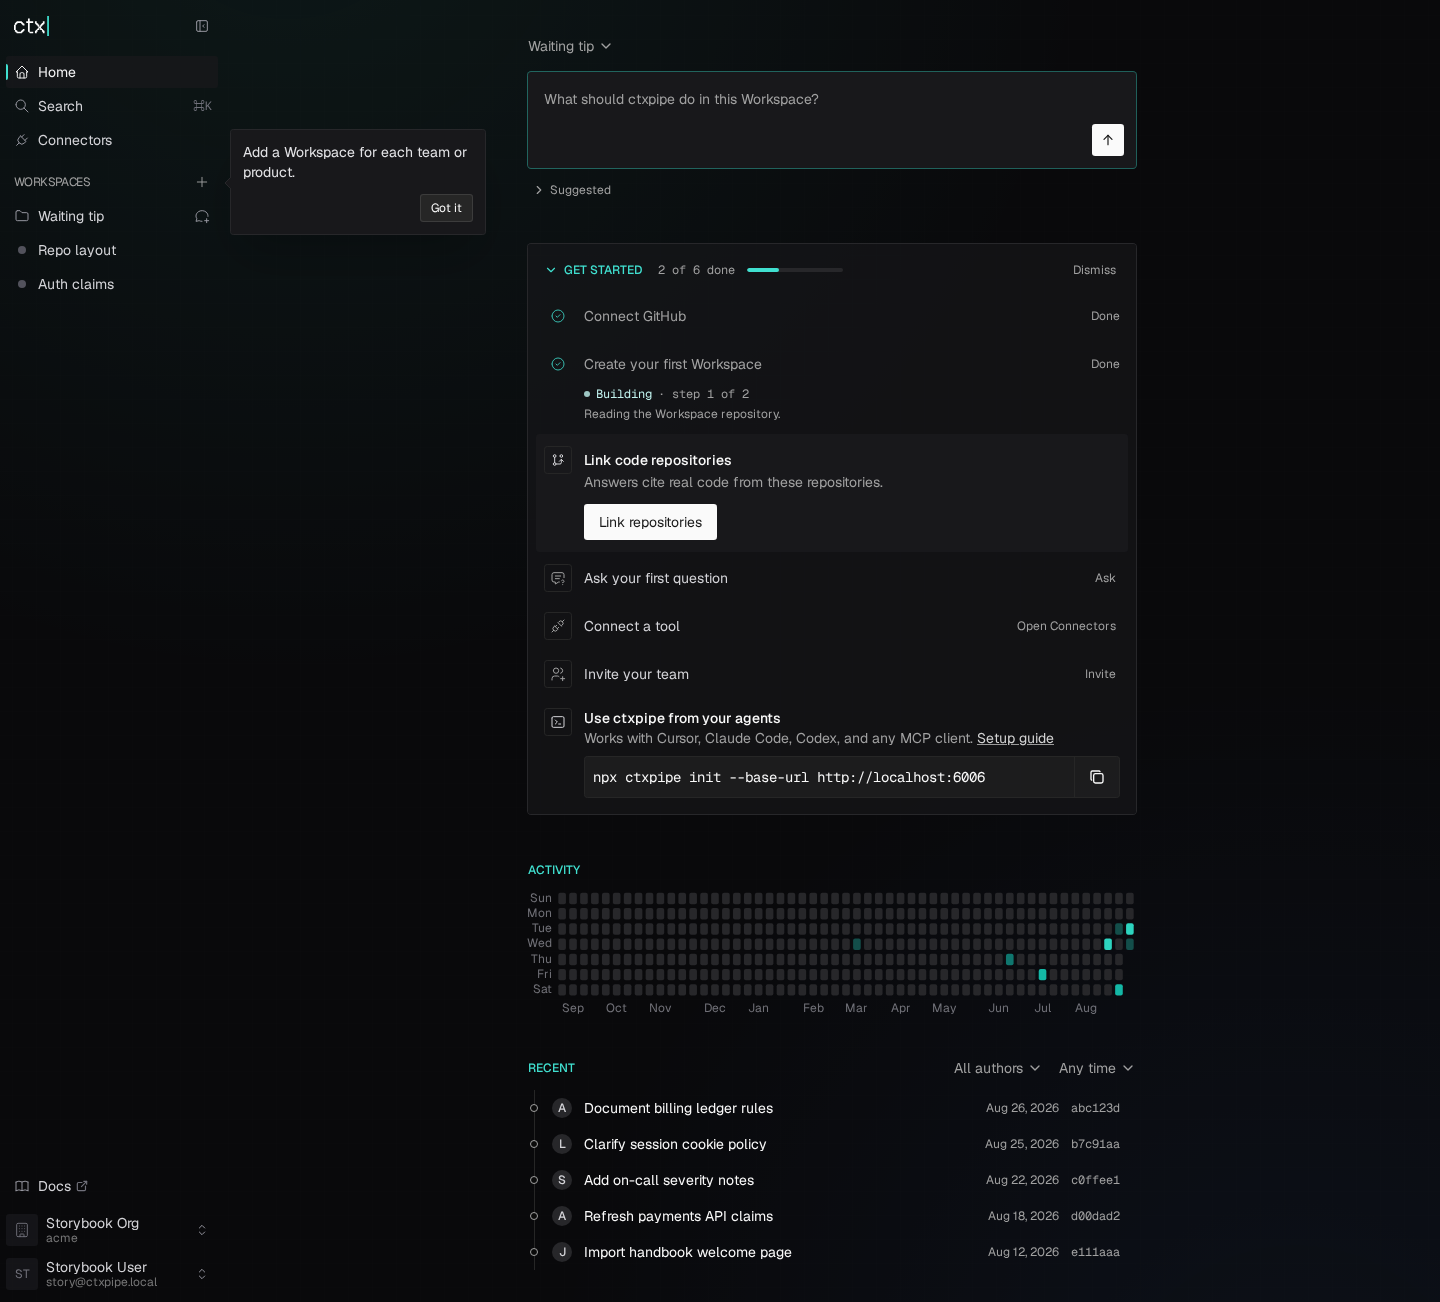 ctx
Home
Search ⌘K
Connectors
WORKSPACES
Waiting tip
Repo layout
Auth claims
Add a Workspace for each team or
product.
Got it
Waiting tip
What should ctxpipe do in this Workspace?
Suggested
GET STARTED 2 of 6 done Dismiss
Connect GitHub Done
Create your first Workspace Done
Building · step 1 of 2
Reading the Workspace repository.
Link code repositories
Answers cite real code from these repositories.
Link repositories
Ask your first question Ask
Connect a tool Open Connectors
Invite your team Invite
Use ctxpipe from your agents
Works with Cursor, Claude Code, Codex, and any MCP client. Setup guide
npx ctxpipe init --base-url http://localhost:6006
ACTIVITY
Sun
Mon
Tue
Wed
Thu
Fri
Sat
Sep Oct Nov Dec Jan Feb Mar Apr May Jun Jul Aug
RECENT All authors Any time
A Document billing ledger rules Aug 26, 2026 abc123d
L Clarify session cookie policy Aug 25, 2026 b7c91aa
S Add on-call severity notes Aug 22, 2026 c0ffee1
A Refresh payments API claims Aug 18, 2026 d00dad2
J Import handbook welcome page Aug 12, 2026 e111aaa
Docs
Storybook Org
acme
ST Storybook User
story@ctxpipe.local